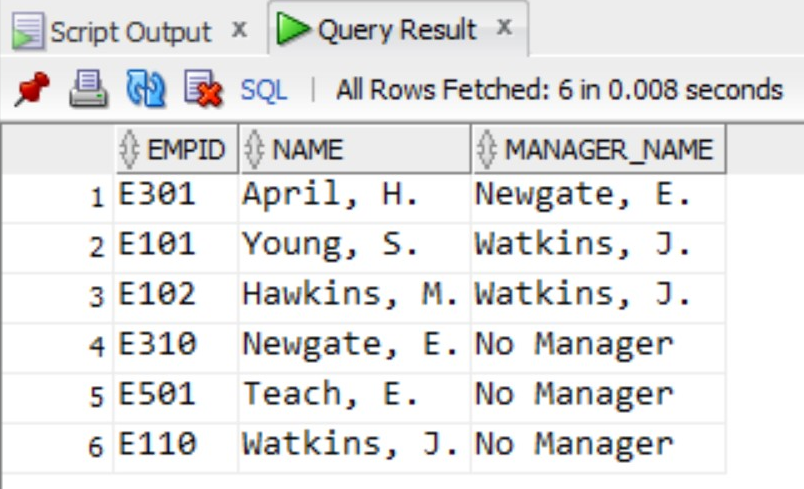 Script Output x Query Result x
SQL | All Rows Fetched: 6 in 0.008 seconds
EMPID NAME MANAGER_NAME
1 E301 April, H. Newgate, E.
2 E101 Young, S. Watkins, J.
3 E102 Hawkins, M. Watkins, J.
4 E310 Newgate, E. No Manager
5 E501 Teach, E. No Manager
6 E110 Watkins, J. No Manager